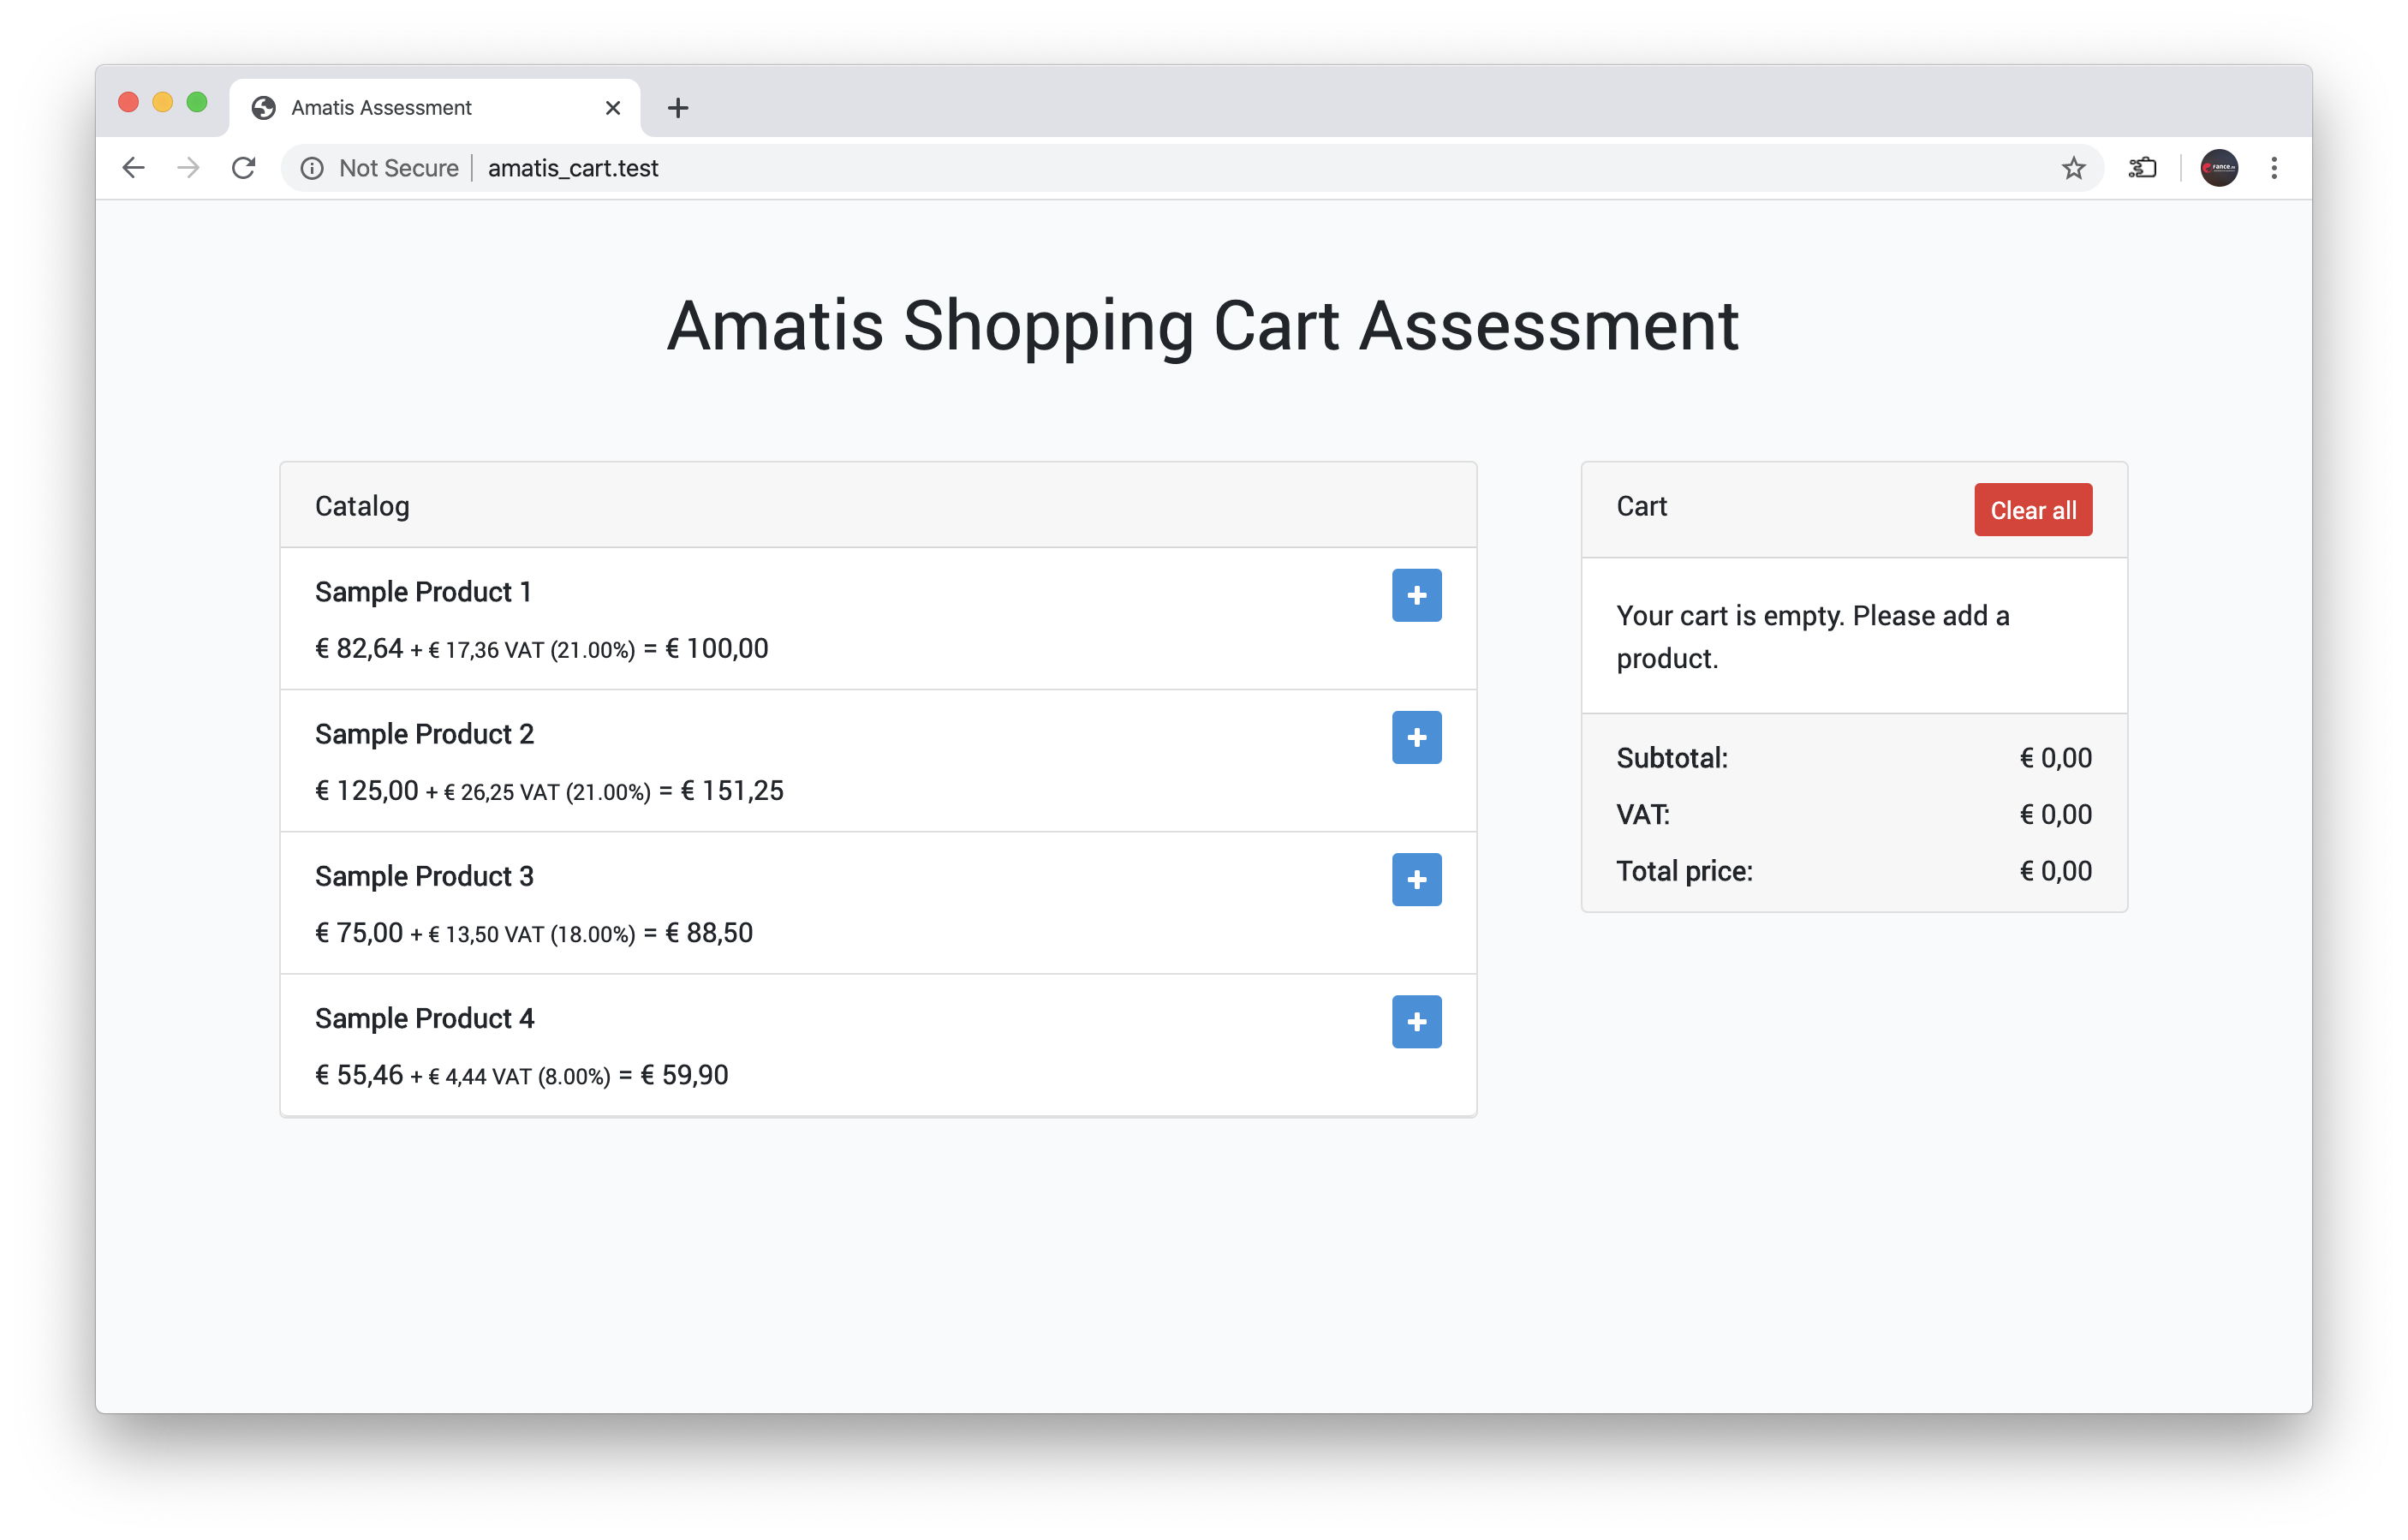 Amatis Assessment
Not Secure amatis_cart.test
Amatis Shopping Cart Assessment
Catalog
Sample Product 1
€ 82,64 + € 17,36 VAT (21.00%) = € 100,00
Sample Product 2
€ 125,00 + € 26,25 VAT (21.00%) = € 151,25
Sample Product 3
€ 75,00 + € 13,50 VAT (18.00%) = € 88,50
Sample Product 4
€ 55,46 + € 4,44 VAT (8.00%) = € 59,90
Cart
Clear all
Your cart is empty. Please add a
product.
Subtotal: € 0,00
VAT: € 0,00
Total price: € 0,00